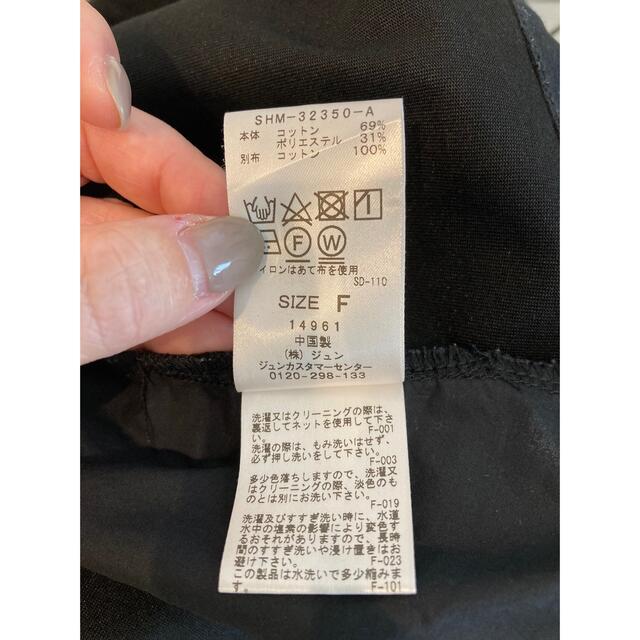 SHM-32350-A
本体 コットン 69%
ポリエステル 31%
別布 コットン 100%
F W
イロンはあて布を使用
SD-110
SIZE F
14961
中国製
(株) ジュン
ジュンカスタマーセンター
0120-298-133
洗濯又はクリーニングの際は、
裏返してネットを使用して下さ
い。 F-001
洗濯の際は、もみ洗いはせず、
必ず押し洗いをして下さい。
F-003
多少色落ちしますので、洗濯又
はクリーニングの際、淡色のも
のとは別にお洗い下さい。
F-019
洗濯及びすすぎ洗い時に、水道
水中の塩素の影響により変色す
るおそれがありますので、長時
間のすすぎ洗いや浸け置きはお
避け下さい。 F-023
この製品は水洗いで多少縮みま
す。 F-101